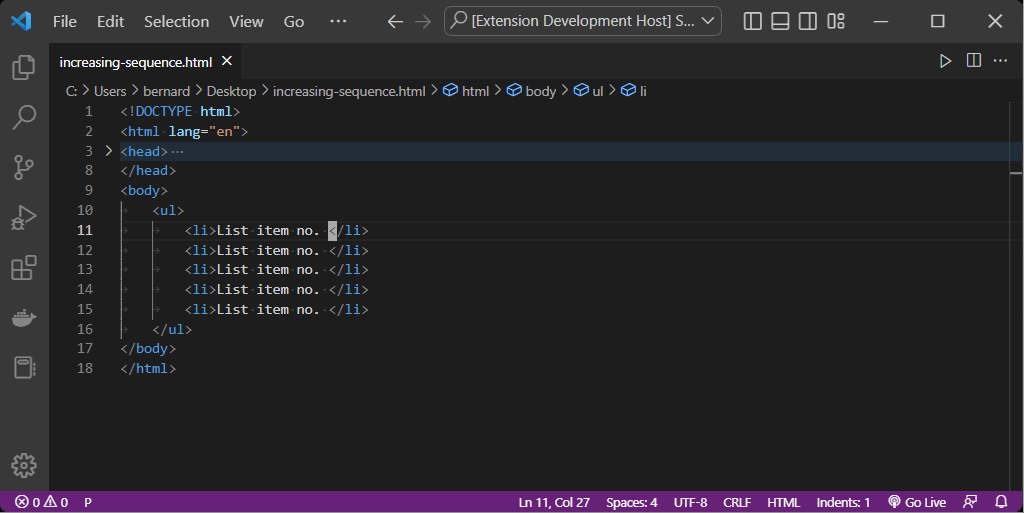 File Edit Selection View Go ··· [Extension Development Host] S...
increasing-sequence.html
C: > Users > bernard > Desktop > increasing-sequence.html > html > body > ul > li
1 <!DOCTYPE html>
2 <html lang="en">
3 <head> ···
8 </head>
9 <body>
10 <ul>
11 <li>List item no. </li>
12 <li>List item no. </li>
13 <li>List item no. </li>
14 <li>List item no. </li>
15 <li>List item no. </li>
16 </ul>
17 </body>
18 </html>
0 0 P Ln 11, Col 27 Spaces: 4 UTF-8 CRLF HTML Indents: 1 Go Live